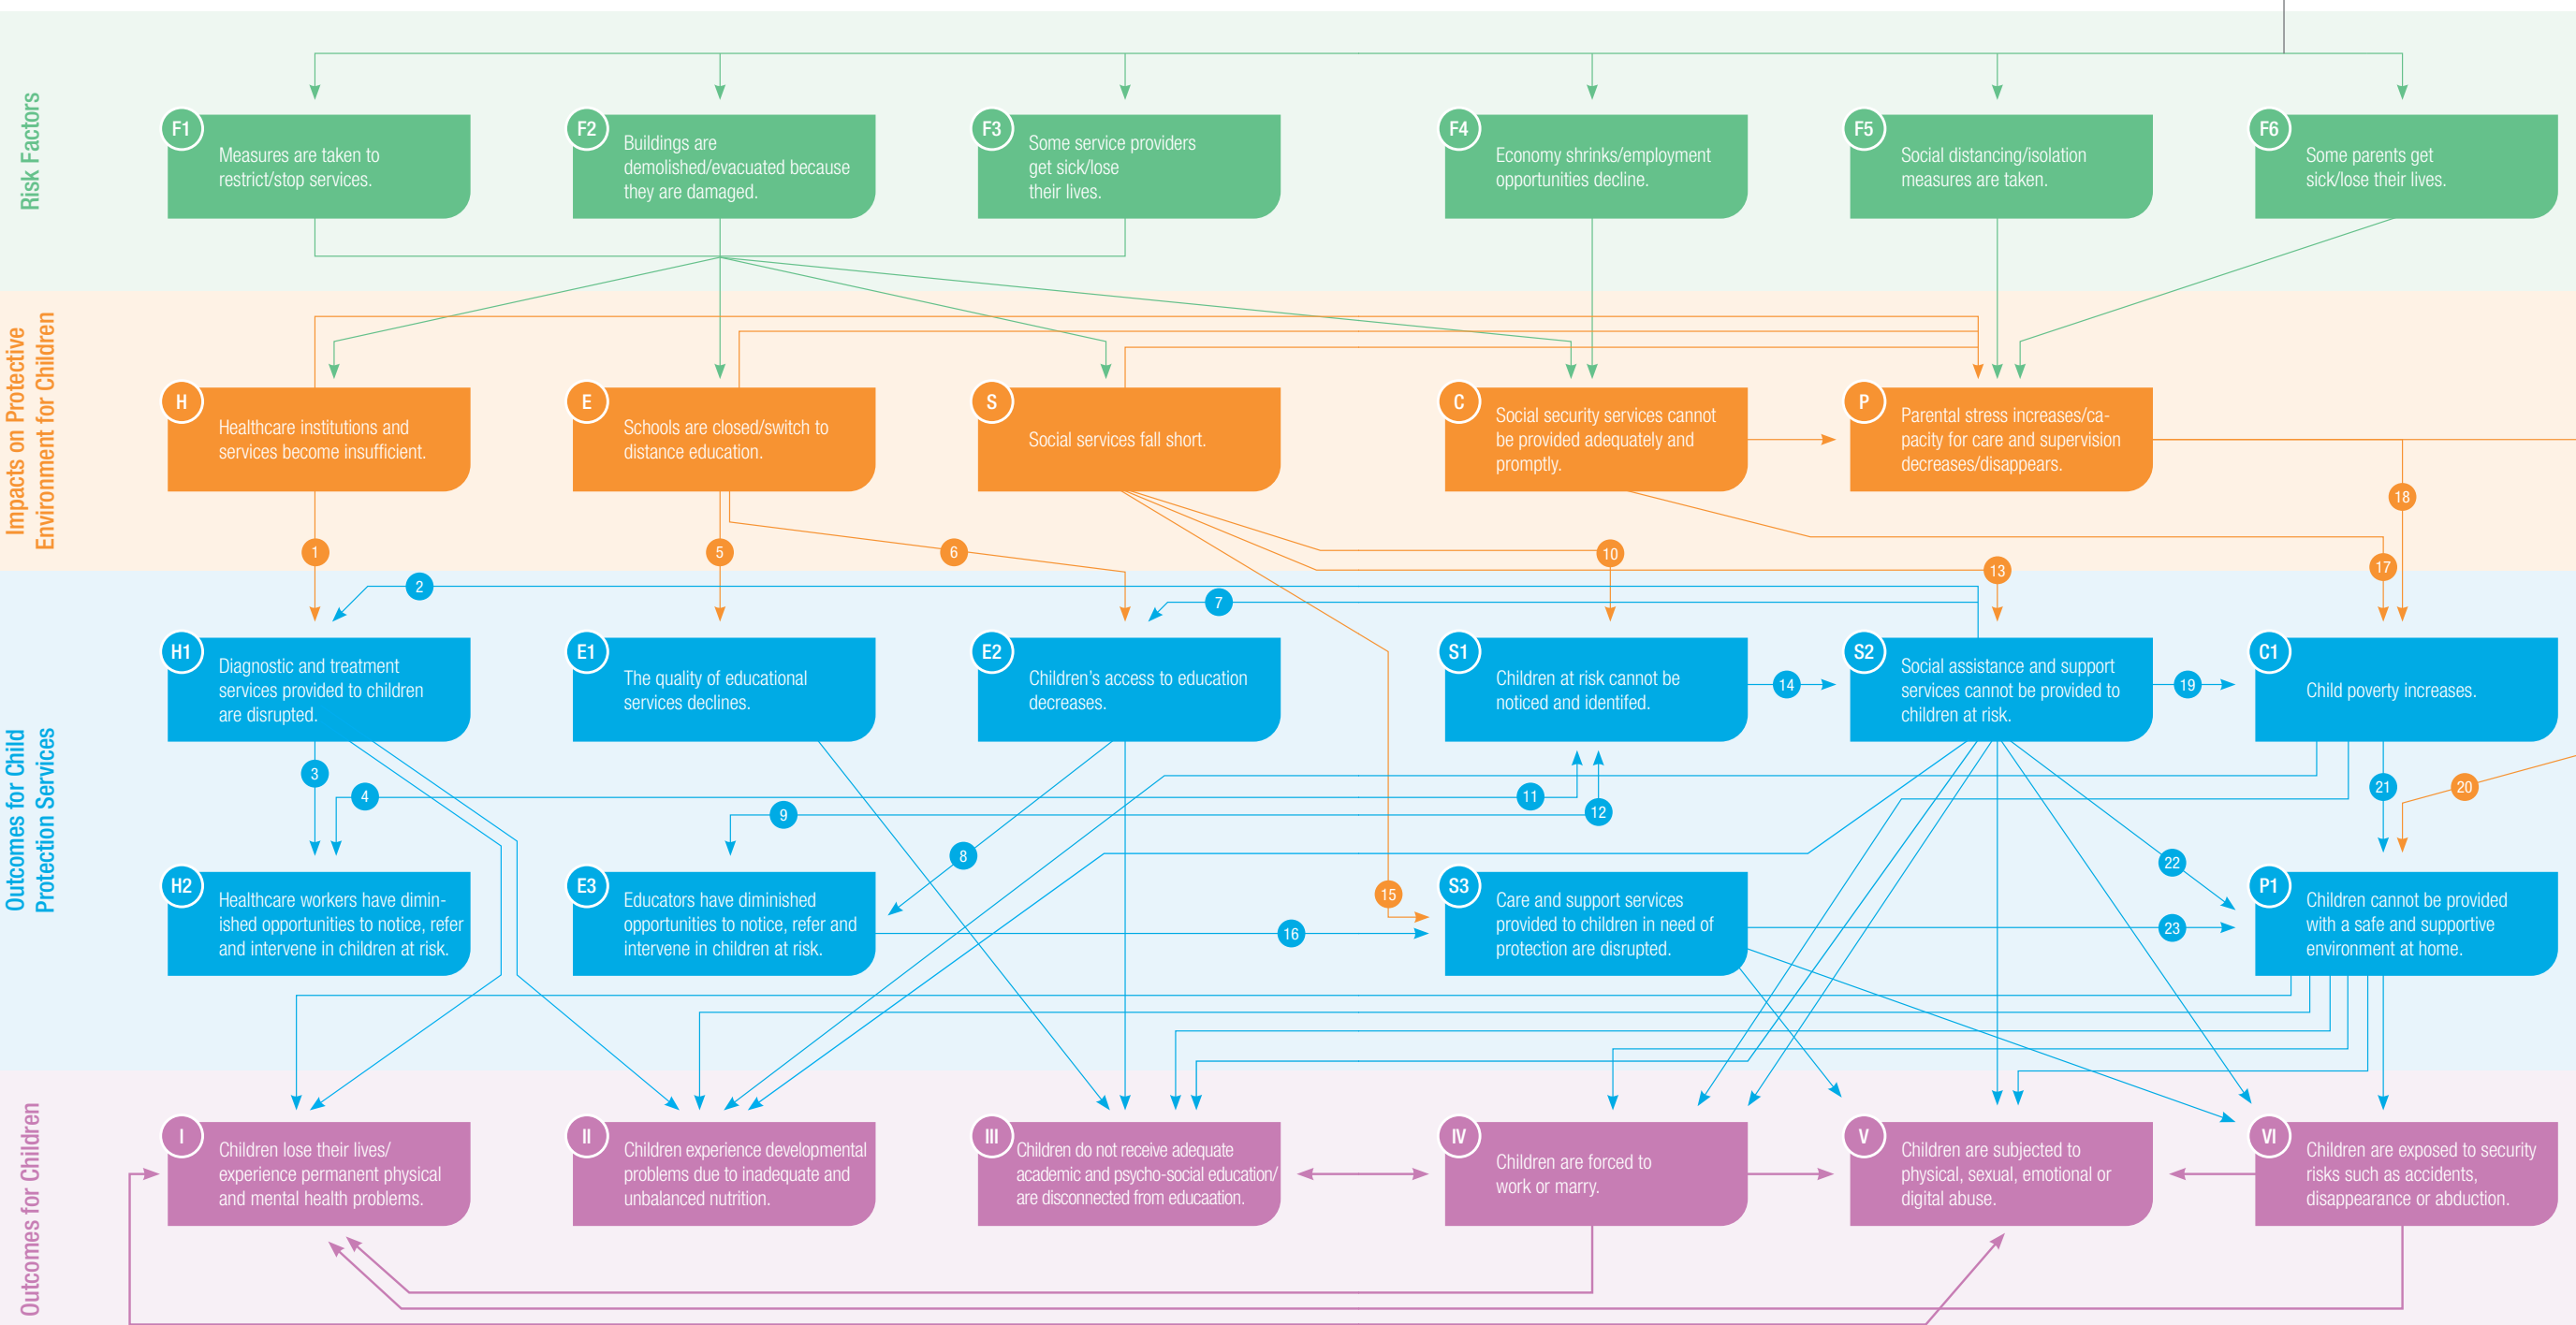 Risk Factors
F1
Measures are taken to
restrict/stop services.
F2
Buildings are
demolished/evacuated because
they are damaged.
F3
Some service providers
get sick/lose
their lives.
F4
Economy shrinks/employment
opportunities decline.
F5
Social distancing/isolation
measures are taken.
F6
Some parents get
sick/lose their lives.
Impacts on Protective
Environment for Children
H
Healthcare institutions and
services become insufficient.
E
Schools are closed/switch to
distance education.
S
Social services fall short.
C
Social security services cannot
be provided adequately and
promptly.
P
Parental stress increases/ca-
pacity for care and supervision
decreases/disappears.
18
1
5
6
10
13
17
Outcomes for Child
Protection Services
2
7
H1
Diagnostic and treatment
services provided to children
are disrupted.
E1
The quality of educational
services declines.
E2
Children's access to education
decreases.
S1
Children at risk cannot be
noticed and identifed.
14
S2
Social assistance and support
services cannot be provided to
children at risk.
19
C1
Child poverty increases.
3
4
9
11
12
21
20
8
22
15
H2
Healthcare workers have dimin-
ished opportunities to notice, refer
and intervene in children at risk.
E3
Educators have diminished
opportunities to notice, refer and
intervene in children at risk.
16
S3
Care and support services
provided to children in need of
protection are disrupted.
23
P1
Children cannot be provided
with a safe and supportive
environment at home.
Outcomes for Children
I
Children lose their lives/
experience permanent physical
and mental health problems.
II
Children experience developmental
problems due to inadequate and
unbalanced nutrition.
III
Children do not receive adequate
academic and psycho-social education/
are disconnected from educaation.
IV
Children are forced to
work or marry.
V
Children are subjected to
physical, sexual, emotional or
digital abuse.
VI
Children are exposed to security
risks such as accidents,
disappearance or abduction.